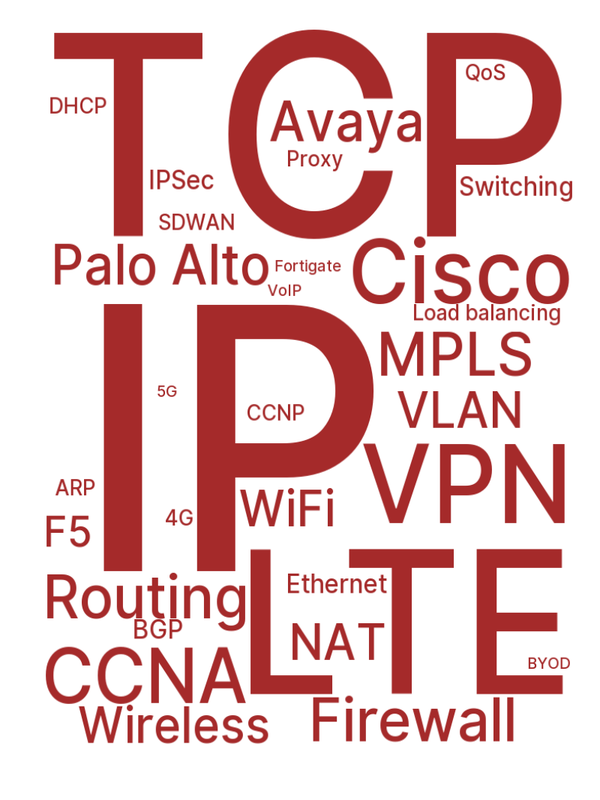 TCP
QoS
DHCP
Avaya
Proxy
IPSec
Switching
SDWAN
Palo Alto
Fortigate
Cisco
VoIP
Load balancing
IP
MPLS
5G
CCNP
VLAN
VPN
ARP
WiFi
4G
F5
LTE
Routing
Ethernet
BGP
NAT
BYOD
CCNA
Wireless
Firewall